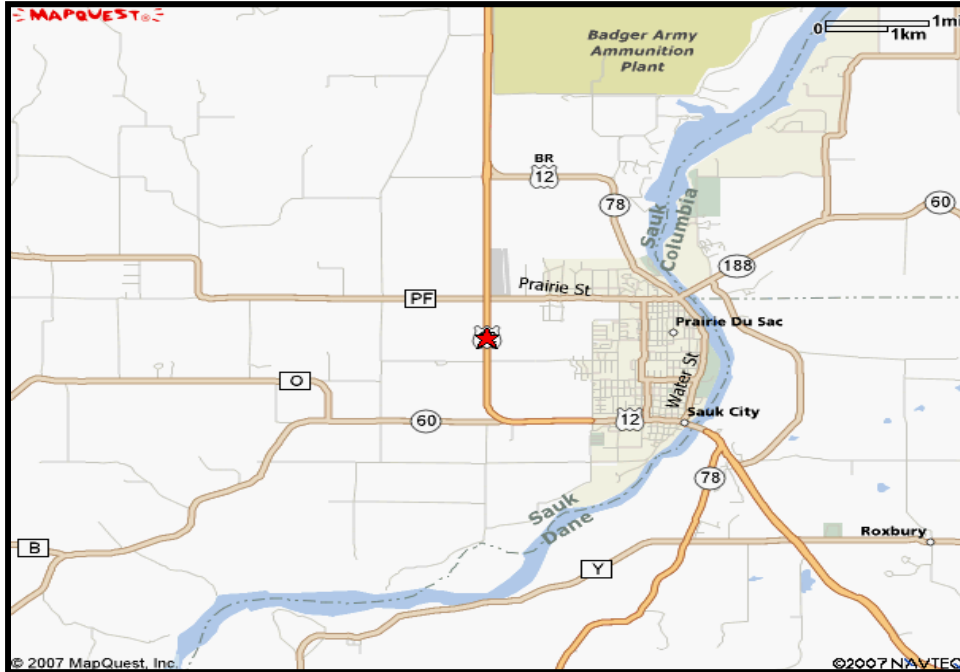 MAPQUEST®
0 1mi
1km
Badger Army
Ammunition
Plant
BR
12
78
60
Sauk
Columbia
188
Prairie St
PF
Prairie Du Sac
Water St
O
60
12
Sauk City
78
Sauk
Dane
Roxbury
B
Y
© 2007 MapQuest, Inc.
©2007 NAVTEQ